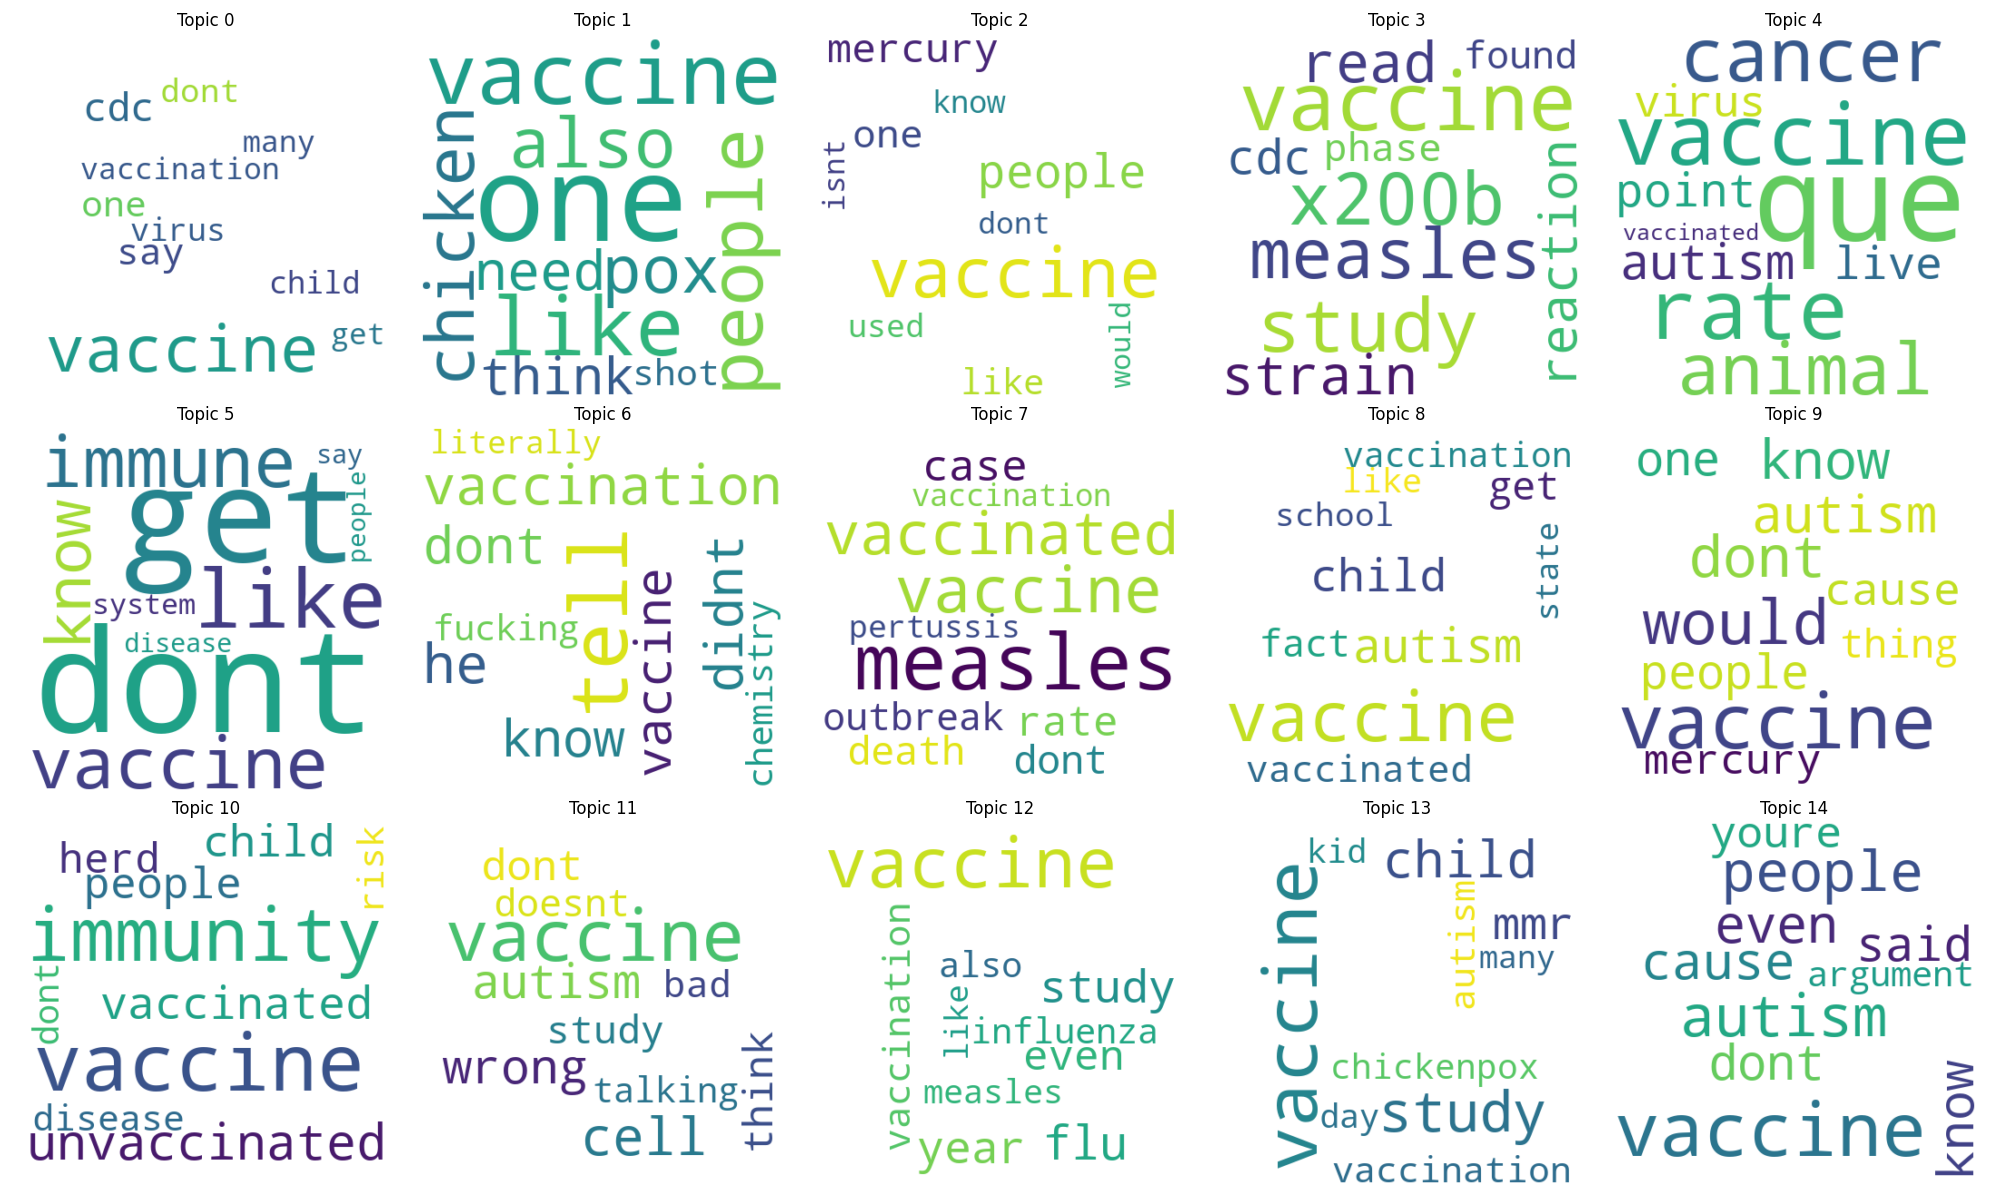 Topic 0
cdc dont
many
vaccination
one
virus
say
child
vaccine get
Topic 1
vaccine
also
chicken
one
people
need pox
like
think shot
Topic 2
mercury
know
one
isnt
people
dont
vaccine
used
would
like
Topic 3
read found
vaccine
cdc phase
x200b
reaction
measles
study
strain
Topic 4
cancer
virus
vaccine
point que
vaccinated
autism live
rate
animal
Topic 5
immune say
get
people
know
like
system
disease
dont
vaccine
Topic 6
literally
vaccination
dont
tell
didnt
vaccine
fucking
he
chemistry
know
Topic 7
case
vaccination
vaccinated
vaccine
pertussis
measles
outbreak rate
death dont
Topic 8
vaccination
like get
school
state
child
fact autism
vaccine
vaccinated
Topic 9
one know
autism
dont
cause
would thing
people
vaccine
mercury
Topic 10
child
herd
risk
people
immunity
dont
vaccinated
vaccine
disease
unvaccinated
Topic 11
dont
doesnt
vaccine
autism bad
study
wrong
talking
think
cell
Topic 12
vaccine
vaccination
also study
like
influenza
even
measles
year flu
Topic 13
kid child
vaccine
autism
mmr
many
chickenpox
day study
vaccination
Topic 14
youre
people
even said
cause argument
autism
dont
vaccine
know